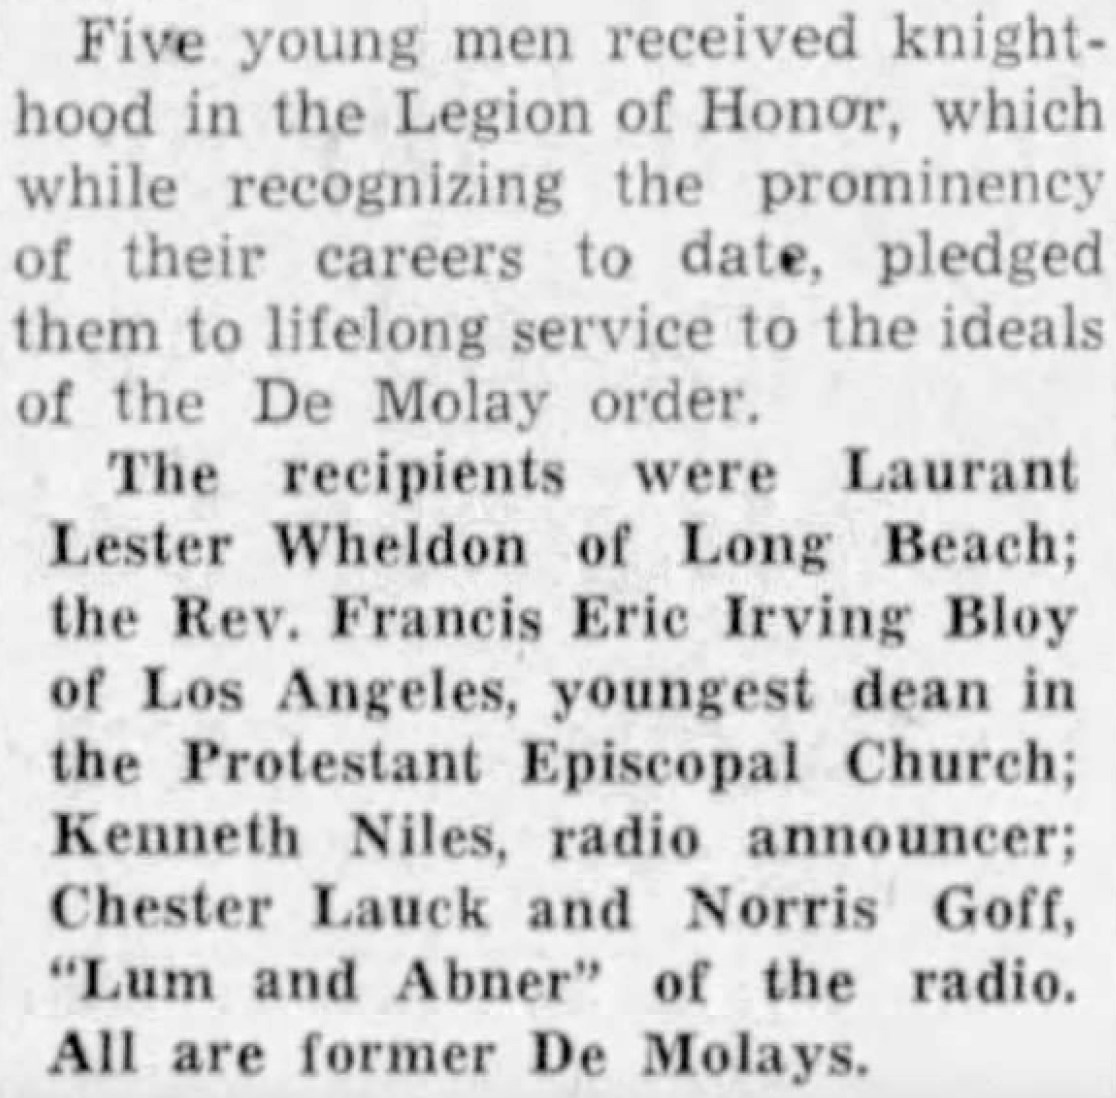 Five young men received knight-
hood in the Legion of Honor, which
while recognizing the prominency
of their careers to date, pledged
them to lifelong service to the ideals
of the De Molay order.
The recipients were Laurant
Lester Wheldon of Long Beach;
the Rev. Francis Eric Irving Bloy
of Los Angeles, youngest dean in
the Protestant Episcopal Church;
Kenneth Niles, radio announcer;
Chester Lauck and Norris Goff,
“Lum and Abner” of the radio.
All are former De Molays.